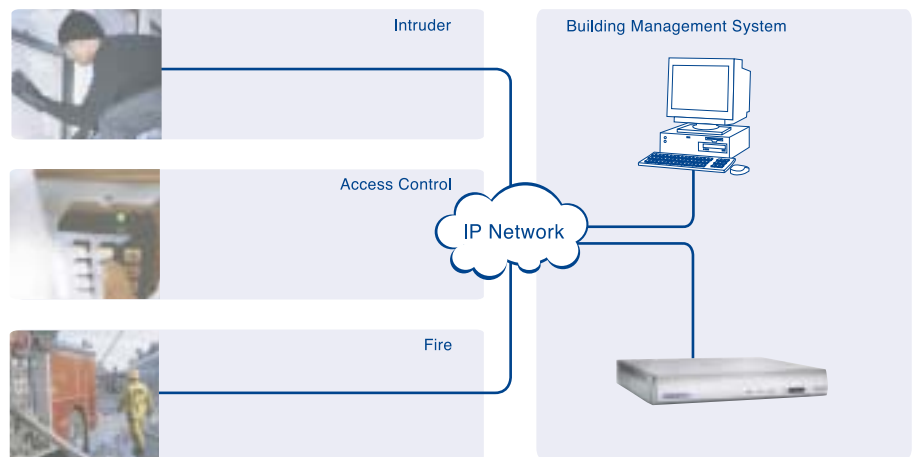 Intruder
Building Management System
Access Control
IP Network
Fire